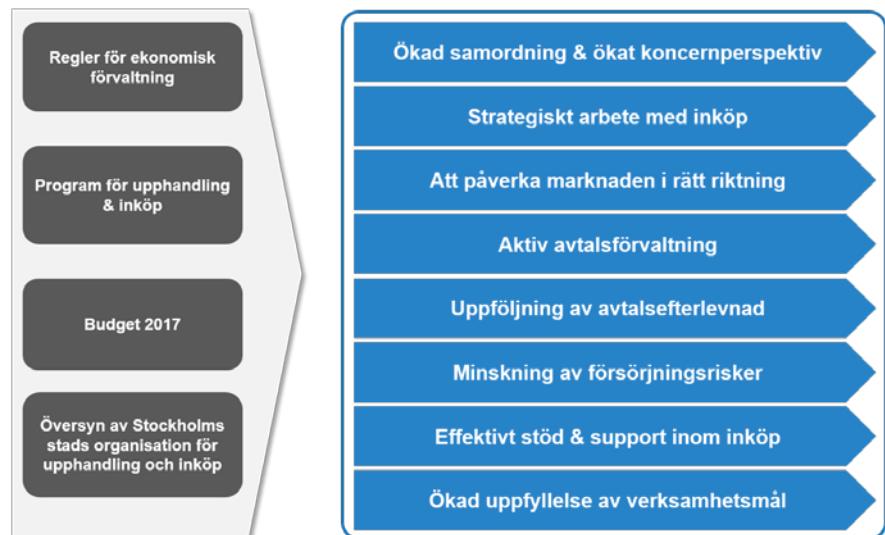 Regler för ekonomisk
förvaltning
Program för upphandling
& inköp
Budget 2017
Översyn av Stockholms
stads organisation för
upphandling och inköp
Ökad samordning & ökat koncernperspektiv
Strategiskt arbete med inköp
Att påverka marknaden i rätt riktning
Aktiv avtalsförvaltning
Uppföljning av avtalsefterlevnad
Minskning av försörjningsrisker
Effektivt stöd & support inom inköp
Ökad uppfyllelse av verksamhetsmål